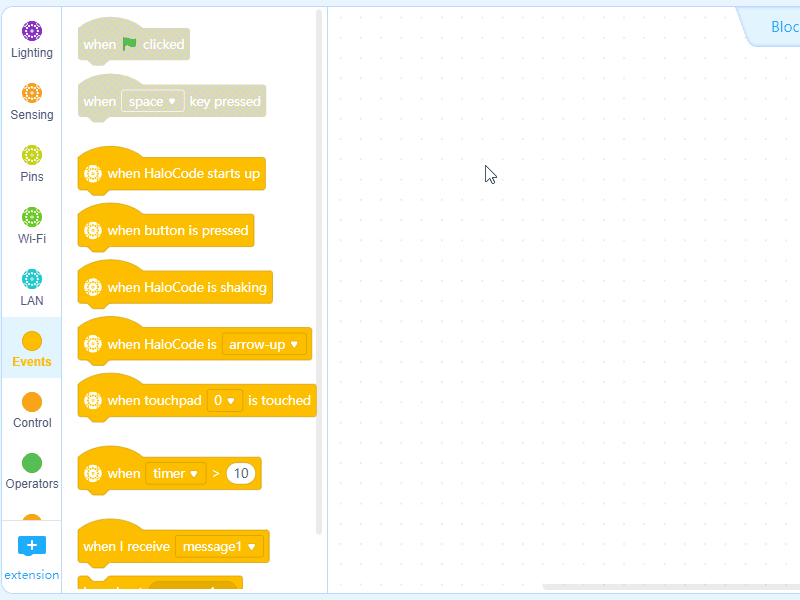 Lighting
Sensing
Pins
Wi-Fi
LAN
Events
Control
Operators
extension
when clicked
when space key pressed
when HaloCode starts up
when button is pressed
when HaloCode is shaking
when HaloCode is arrow-up
when touchpad 0 is touched
when timer > 10
when I receive message1
Bloc